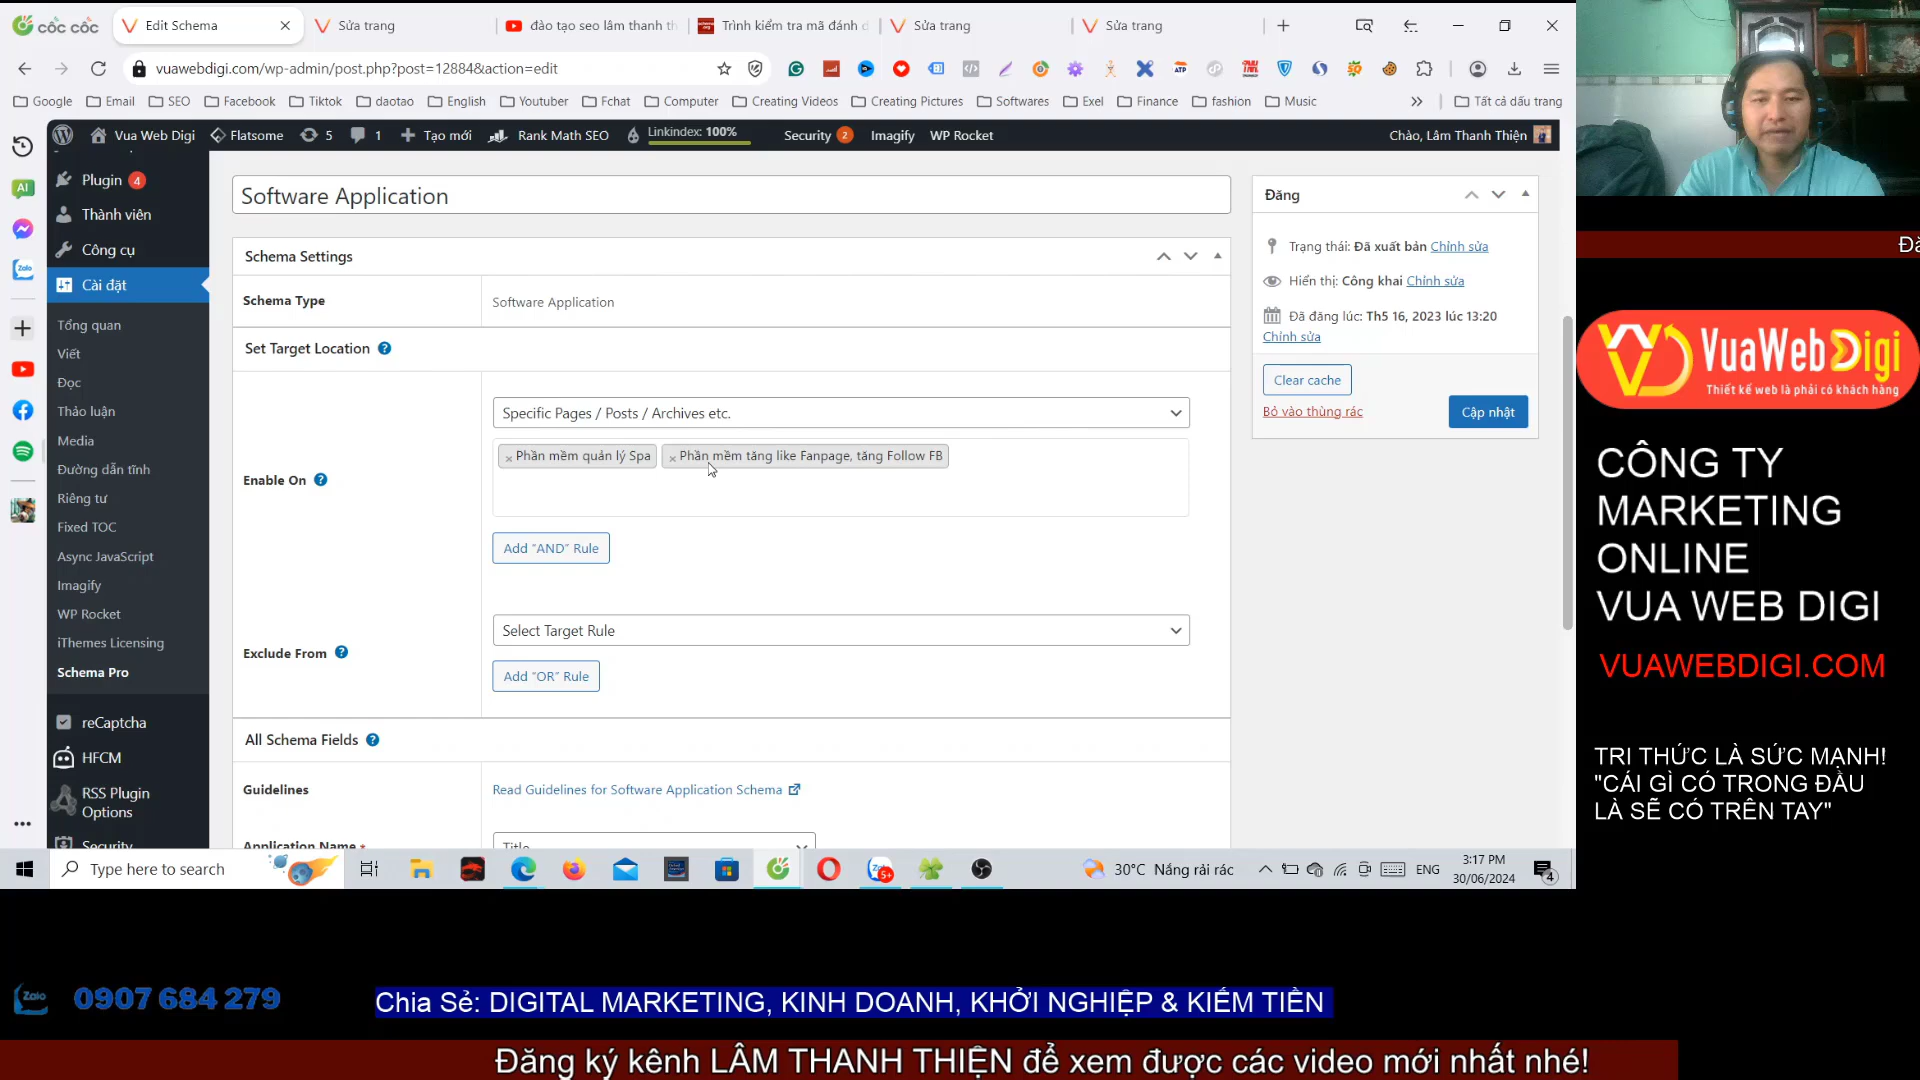 cốc cốc
Edit Schema
Sửa trang
đào tạo seo lâm thanh th
Trình kiểm tra mã đánh d
Sửa trang
Sửa trang
vuawebdigi.com/wp-admin/post.php?post=12884&action=edit
Google
Email
SEO
Facebook
Tiktok
daotao
English
Youtuber
Fchat
Computer
Creating Videos
Creating Pictures
Softwares
Exel
Finance
fashion
Music
Tất cả dấu trang
Vua Web Digi
Flatsome
5
1
Tạo mới
Rank Math SEO
Linkindex: 100%
Security 2
Imagify
WP Rocket
Chào, Lâm Thanh Thiện
Plugin 4
Thành viên
Công cụ
Cài đặt
Tổng quan
Viết
Đọc
Thảo luận
Media
Đường dẫn tĩnh
Riêng tư
Fixed TOC
Async JavaScript
Imagify
WP Rocket
iThemes Licensing
Schema Pro
reCaptcha
HFCM
RSS Plugin
Options
Security
Software Application
Schema Settings
Schema Type
Software Application
Set Target Location
Enable On
Specific Pages / Posts / Archives etc.
× Phần mềm quản lý Spa
× Phần mềm tăng like Fanpage, tăng Follow FB
Add “AND” Rule
Exclude From
Select Target Rule
Add “OR” Rule
All Schema Fields
Guidelines
Read Guidelines for Software Application Schema
Application Name *
Title
Đăng
Trạng thái: Đã xuất bản Chỉnh sửa
Hiển thị: Công khai Chỉnh sửa
Đã đăng lúc: Th5 16, 2023 lúc 13:20
Chỉnh sửa
Clear cache
Bỏ vào thùng rác
Cập nhật
Type here to search
5+
30°C Nắng rải rác
ENG
3:17 PM
30/06/2024
4
VuaWebDigi
Thiết kế web là phải có khách hàng
CÔNG TY
MARKETING
ONLINE
VUA WEB DIGI
VUAWEBDIGI.COM
TRI THỨC LÀ SỨC MẠNH!
"CÁI GÌ CÓ TRONG ĐẦU
LÀ SẼ CÓ TRÊN TAY"
Zalo 0907 684 279
Chia Sẻ: DIGITAL MARKETING, KINH DOANH, KHỞI NGHIỆP & KIẾM TIỀN
Đăng ký kênh LÂM THANH THIỆN để xem được các video mới nhất nhé!